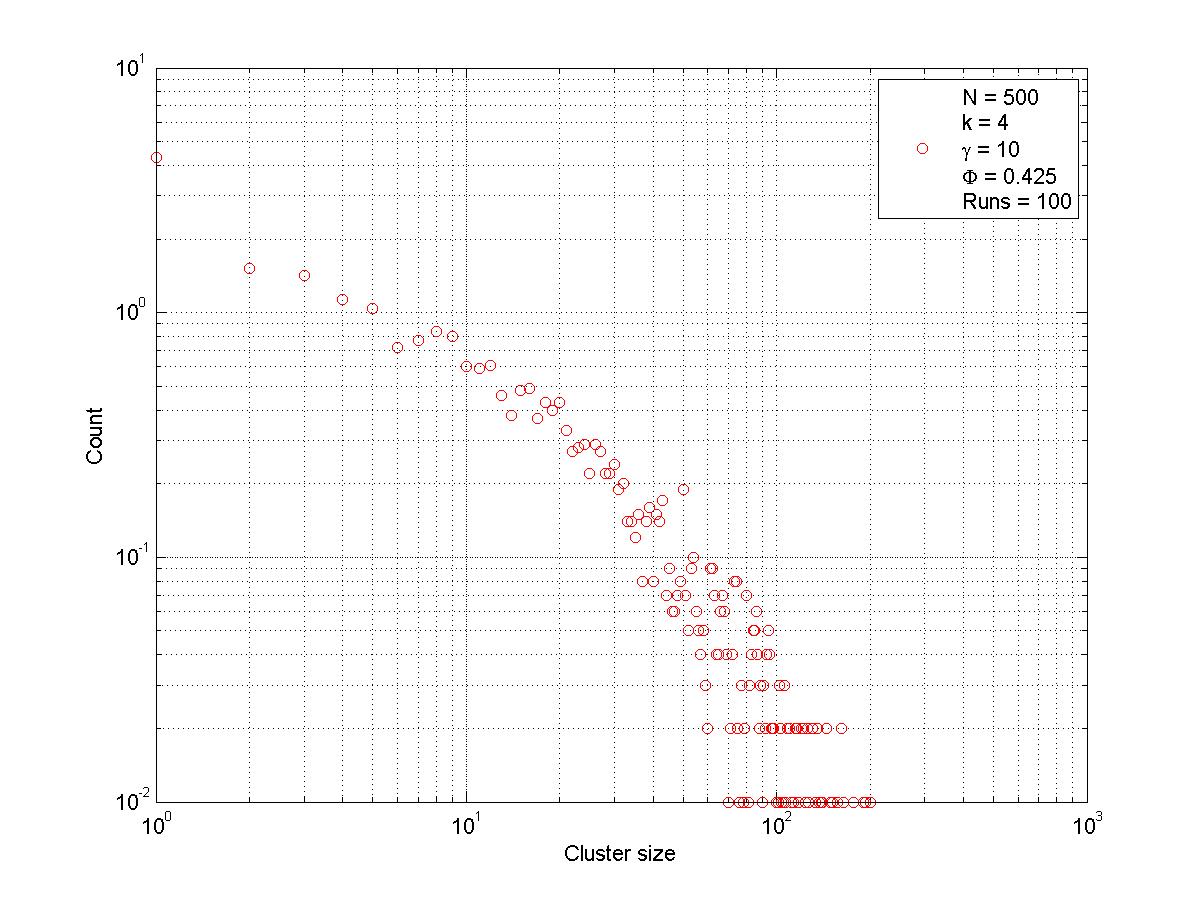 10^1
10^0
10^-1
10^-2
Count
N = 500
k = 4
γ = 10
Φ = 0.425
Runs = 100
10^0 10^1 10^2 10^3
Cluster size